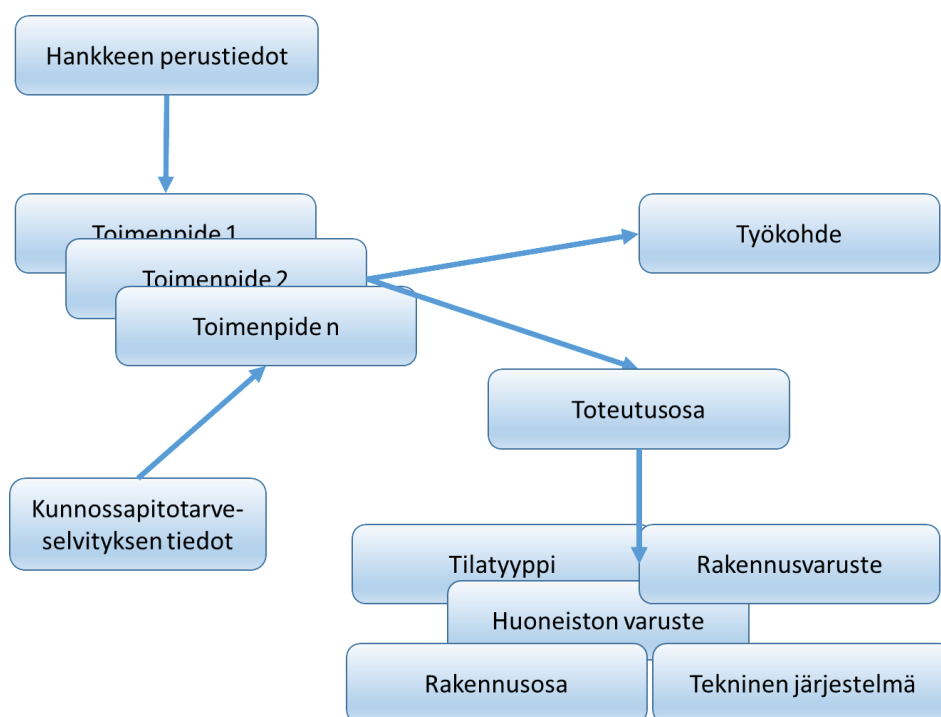 Hankkeen perustiedot
Toimenpide 1
Toimenpide 2
Toimenpide n
Työkohde
Toteutusosa
Kunnossapitotarve-
selvityksen tiedot
Tilatyyppi
Rakennusvaruste
Huoneiston varuste
Rakennusosa
Tekninen järjestelmä